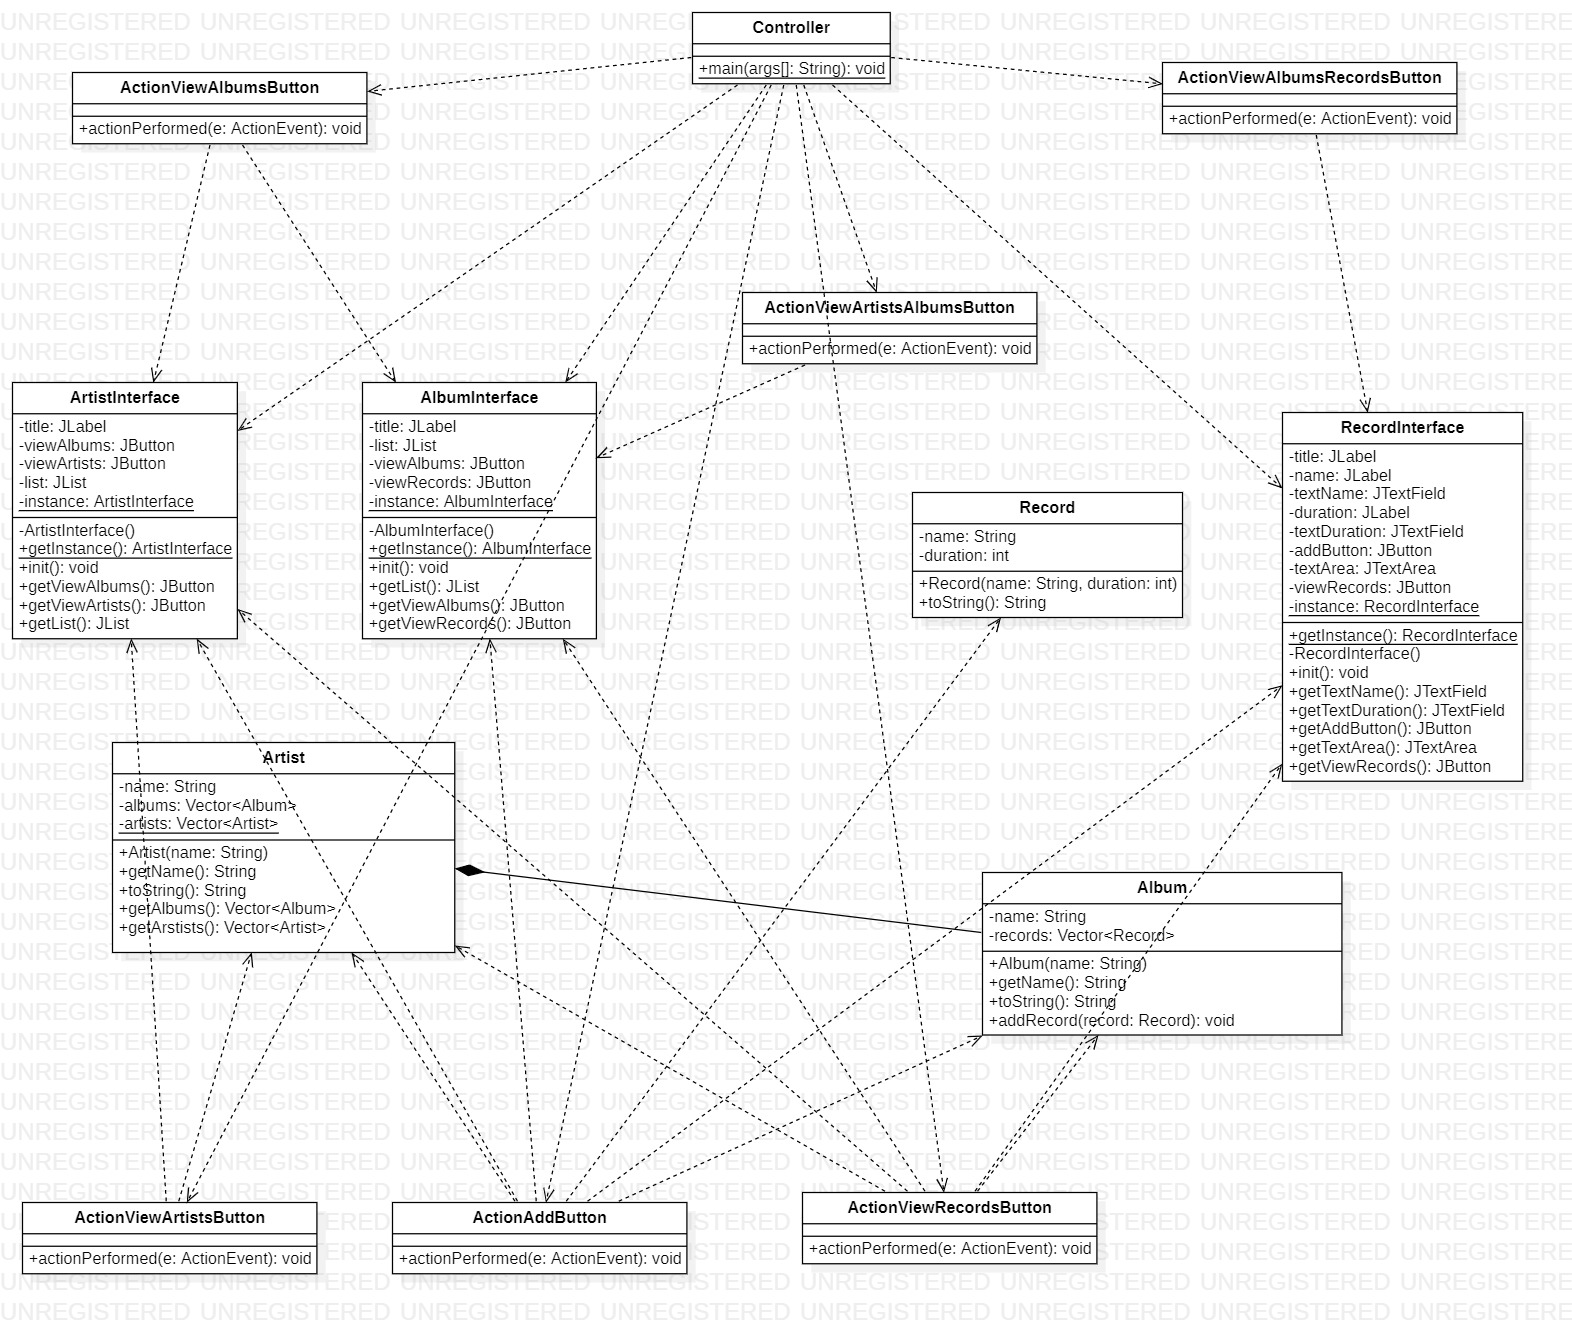 Controller
+main(args[]: String): void
ActionViewAlbumsButton
+actionPerformed(e: ActionEvent): void
ActionViewAlbumsRecordsButton
+actionPerformed(e: ActionEvent): void
ActionViewArtistsAlbumsButton
+actionPerformed(e: ActionEvent): void
ArtistInterface
-title: JLabel
-viewAlbums: JButton
-viewArtists: JButton
-list: JList
-instance: ArtistInterface
-ArtistInterface()
+getInstance(): ArtistInterface
+init(): void
+getViewAlbums(): JButton
+getViewArtists(): JButton
+getList(): JList
AlbumInterface
-title: JLabel
-list: JList
-viewAlbums: JButton
-viewRecords: JButton
-instance: AlbumInterface
-AlbumInterface()
+getInstance(): AlbumInterface
+init(): void
+getList(): JList
+getViewAlbums(): JButton
+getViewRecords(): JButton
RecordInterface
-title: JLabel
-name: JLabel
-textName: JTextField
-duration: JLabel
-textDuration: JTextField
-addButton: JButton
-textArea: JTextArea
-viewRecords: JButton
-instance: RecordInterface
+getInstance(): RecordInterface
-RecordInterface()
+init(): void
+getTextName(): JTextField
+getTextDuration(): JTextField
+getAddButton(): JButton
+getTextArea(): JTextArea
+getViewRecords(): JButton
Record
-name: String
-duration: int
+Record(name: String, duration: int)
+toString(): String
Artist
-name: String
-albums: Vector<Album>
-artists: Vector<Artist>
+Artist(name: String)
+getName(): String
+toString(): String
+getAlbums(): Vector<Album>
+getArstists(): Vector<Artist>
Album
-name: String
-records: Vector<Record>
+Album(name: String)
+getName(): String
+toString(): String
+addRecord(record: Record): void
ActionViewArtistsButton
+actionPerformed(e: ActionEvent): void
ActionAddButton
+actionPerformed(e: ActionEvent): void
ActionViewRecordsButton
+actionPerformed(e: ActionEvent): void
UNREGISTERED